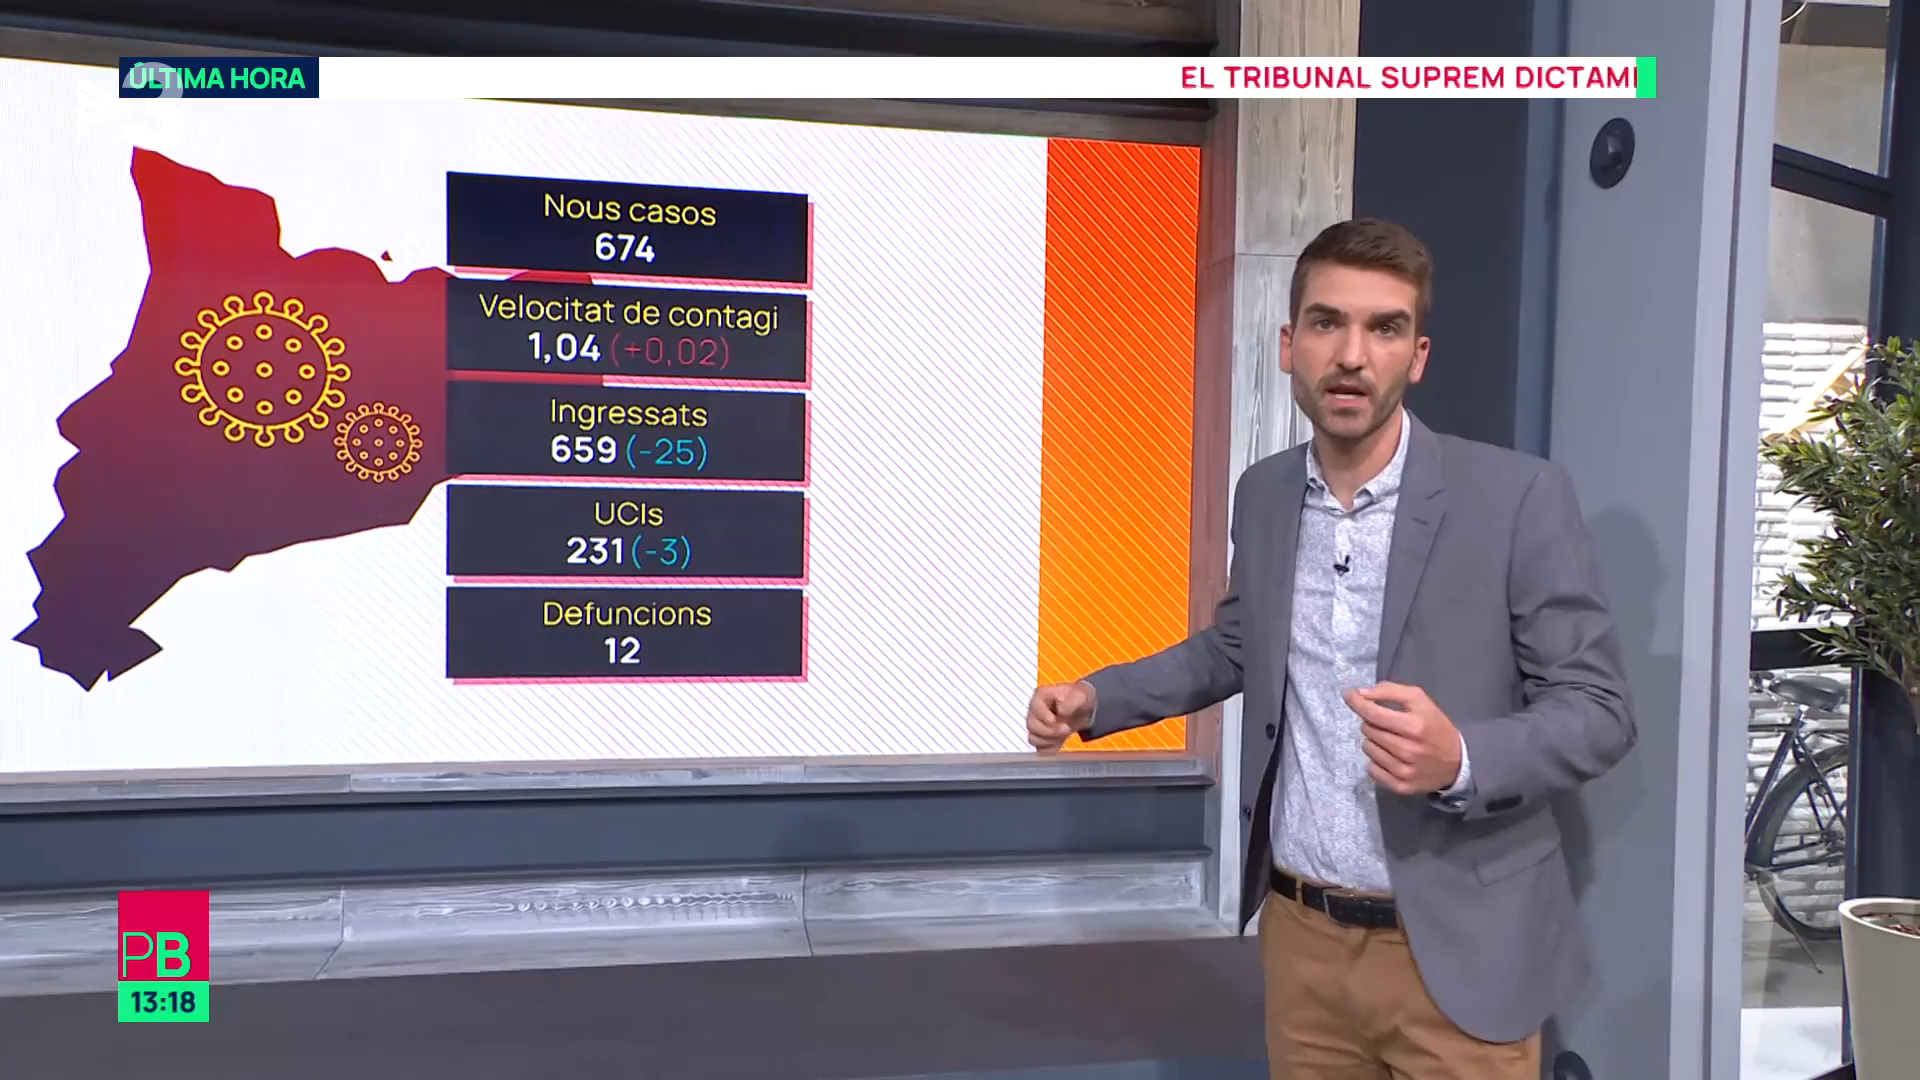 ÚLTIMA HORA
EL TRIBUNAL SUPREM DICTAMI
3
Nous casos
674
Velocitat de contagi
1,04 (+0,02)
Ingressats
659 (-25)
UCIs
231 (-3)
Defuncions
12
PB
13:18